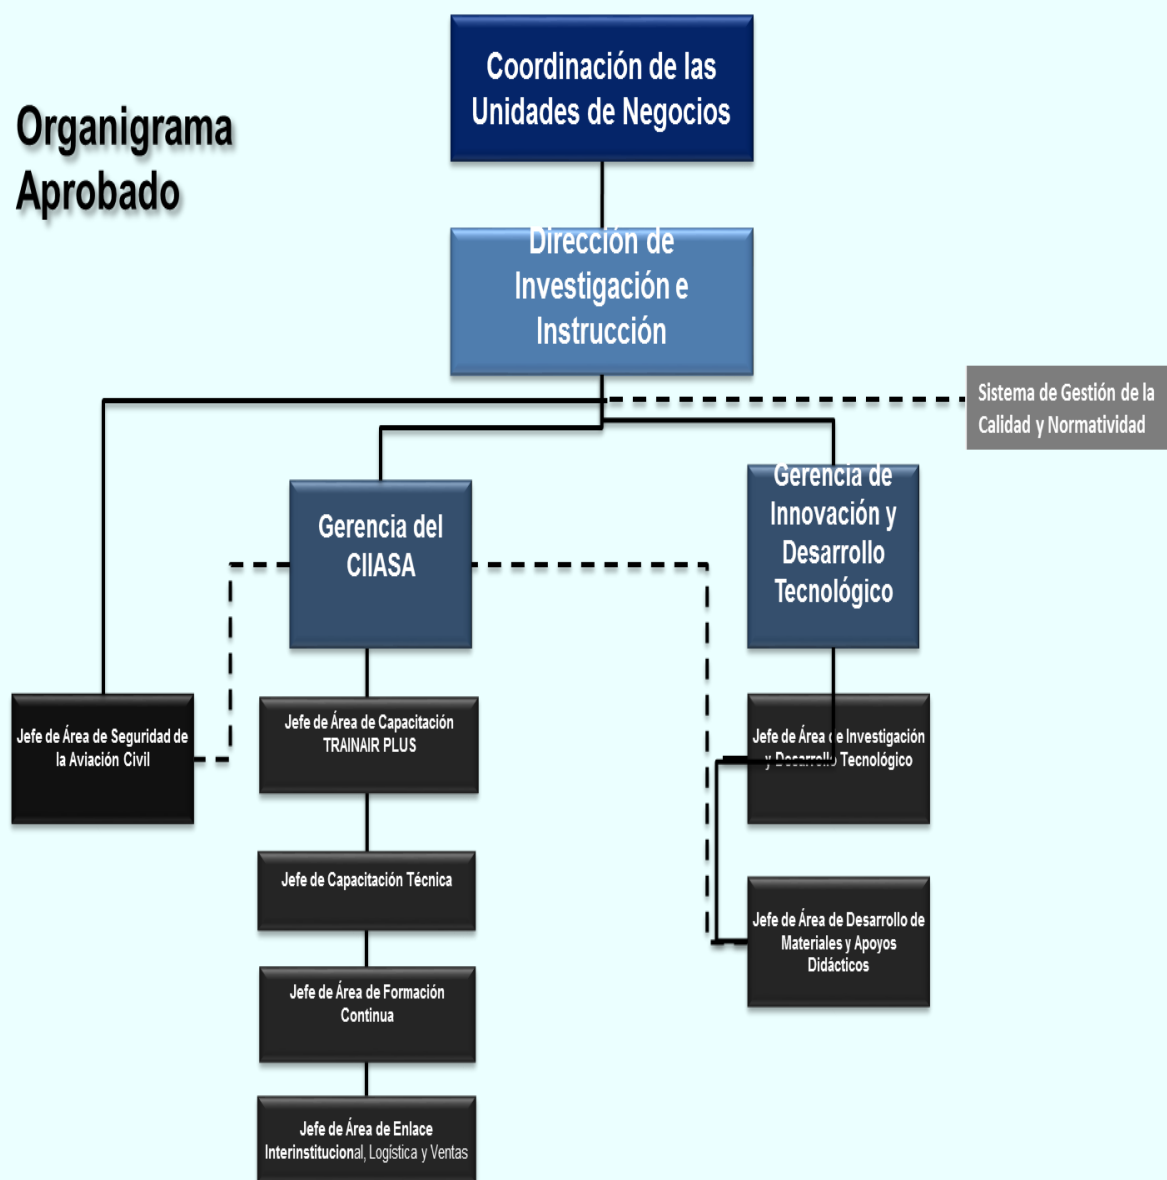 Organigrama
Aprobado
Coordinación de las
Unidades de Negocios
Dirección de
Investigación e
Instrucción
Sistema de Gestión de la
Calidad y Normatividad
Gerencia del
CIIASA
Gerencia de
Innovación y
Desarrollo
Tecnológico
Jefe de Área de Seguridad de
la Aviación Civil
Jefe de Área de Capacitación
TRAINAIR PLUS
Jefe de Capacitación Técnica
Jefe de Área de Formación
Continua
Jefe de Área de Enlace
Interinstitucional, Logística y Ventas
Jefe de Área de Investigación
y Desarrollo Tecnológico
Jefe de Área de Desarrollo de
Materiales y Apoyos
Didácticos